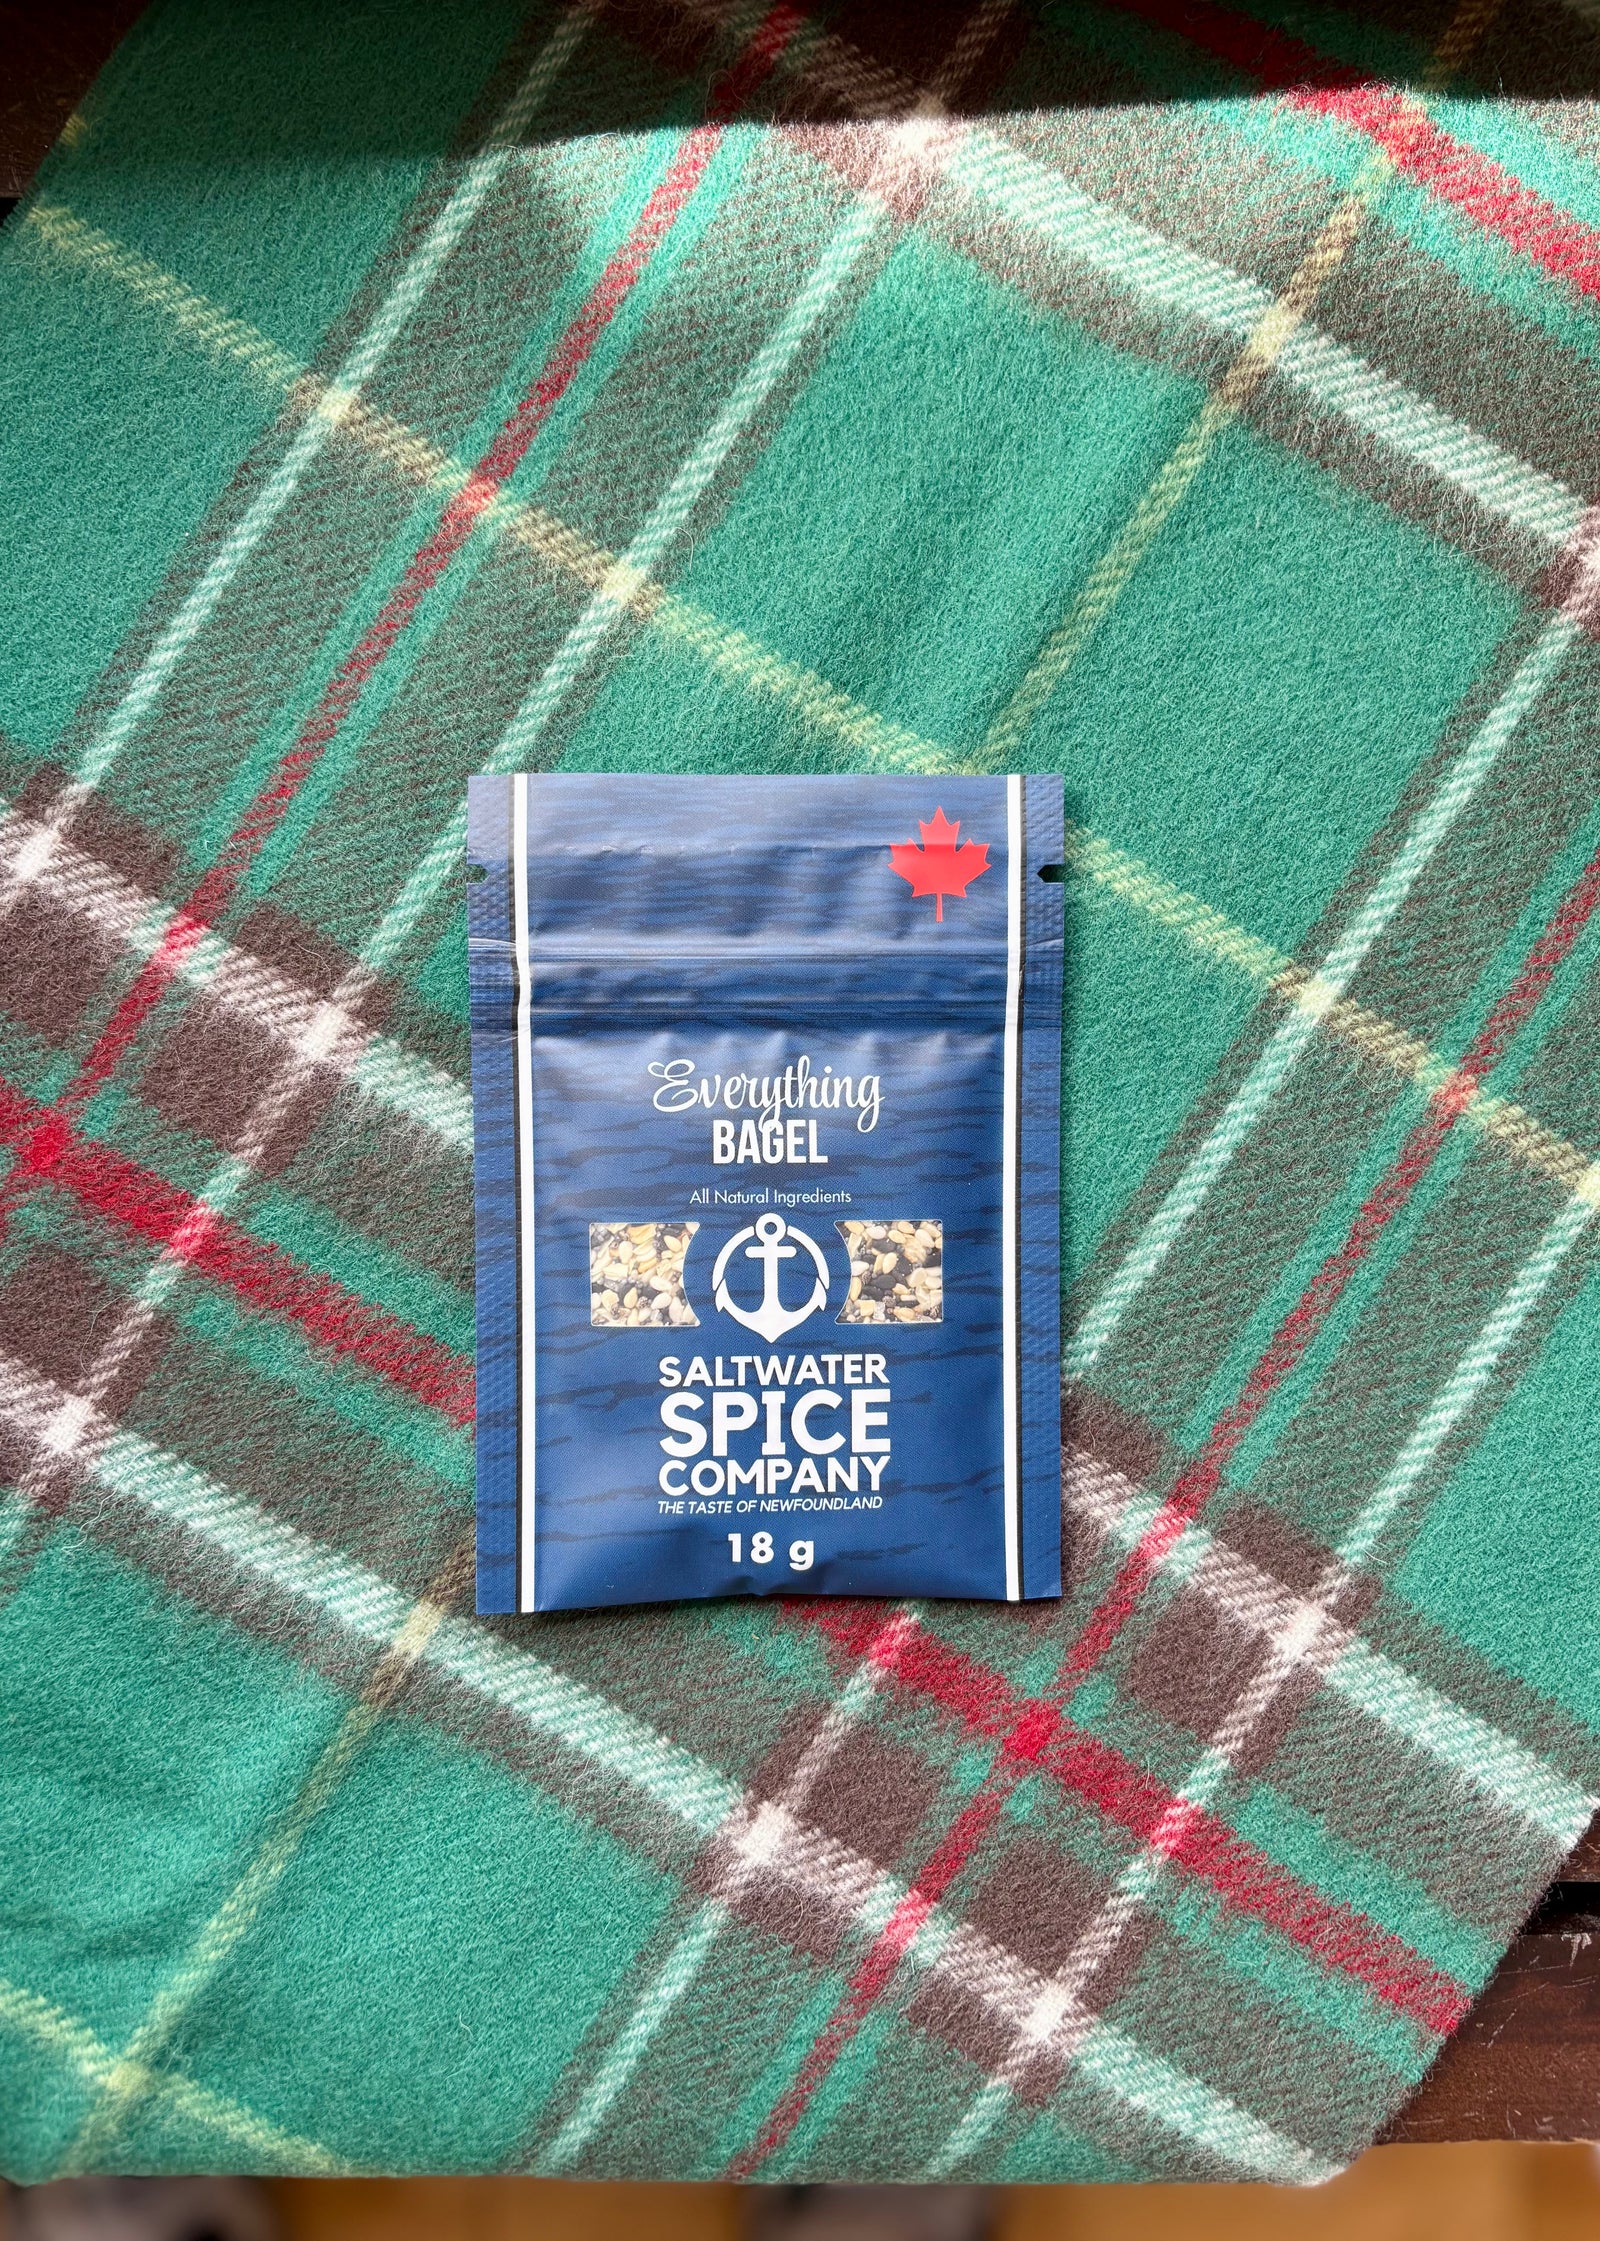 Everything
BAGEL
All Natural Ingredients
SALTWATER
SPICE
COMPANY
THE TASTE OF NEWFOUNDLAND
18 g